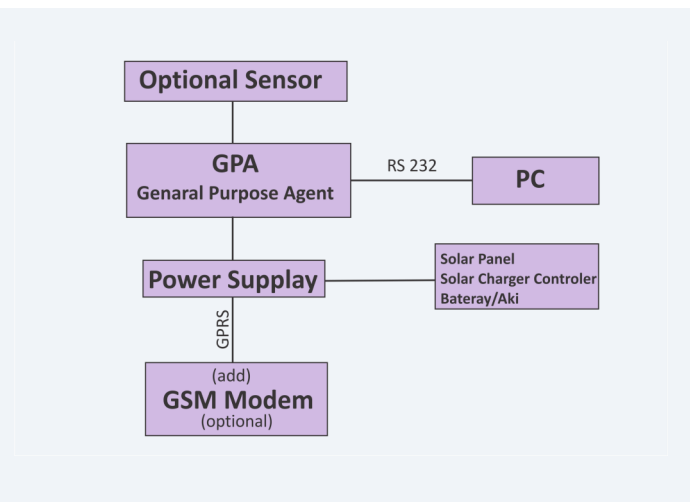 Optional Sensor
GPA
Genaral Purpose Agent
RS 232
PC
Power Supplay
Solar Panel
Solar Charger Controler
Bateray/Aki
GPRS
(add)
GSM Modem
(optional)